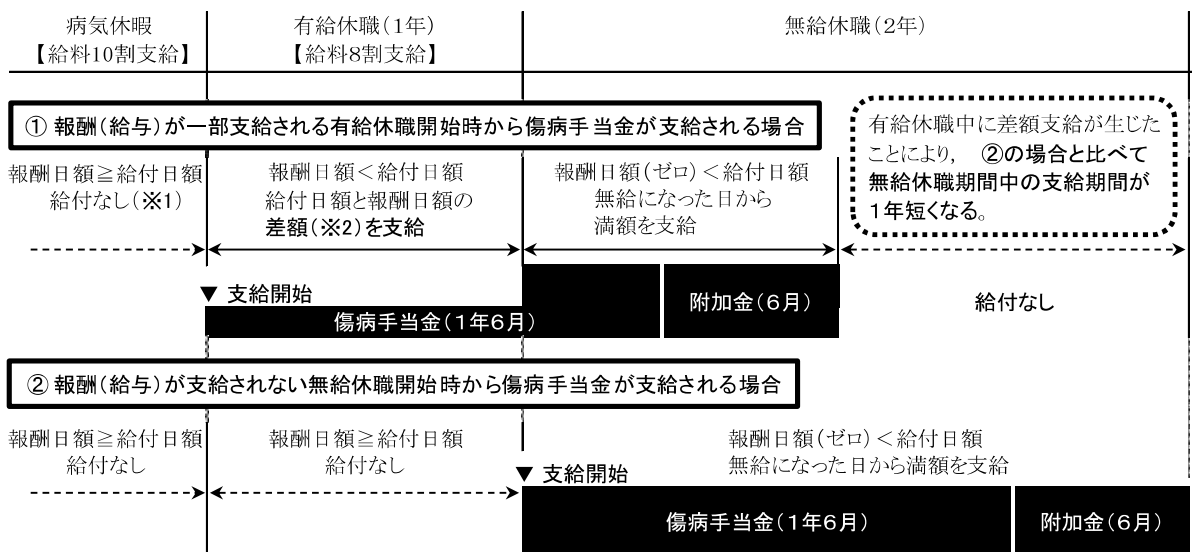 病気休暇
【給料10割支給】
有給休職（1年）
【給料8割支給】
無給休職（2年）
① 報酬（給与）が一部支給される有給休職開始時から傷病手当金が支給される場合
報酬日額≧給付日額
給付なし（※1）
報酬日額＜給付日額
給付日額と報酬日額の
差額（※2）を支給
報酬日額（ゼロ）＜給付日額
無給になった日から
満額を支給
有給休職中に差額支給が生じた
ことにより，　②の場合と比べて
無給休職期間中の支給期間が
１年短くなる。
▼ 支給開始
傷病手当金（１年６月）
附加金（６月）
給付なし
② 報酬（給与）が支給されない無給休職開始時から傷病手当金が支給される場合
報酬日額≧給付日額
給付なし
報酬日額≧給付日額
給付なし
報酬日額（ゼロ）＜給付日額
無給になった日から満額を支給
▼ 支給開始
傷病手当金（１年６月）
附加金（６月）